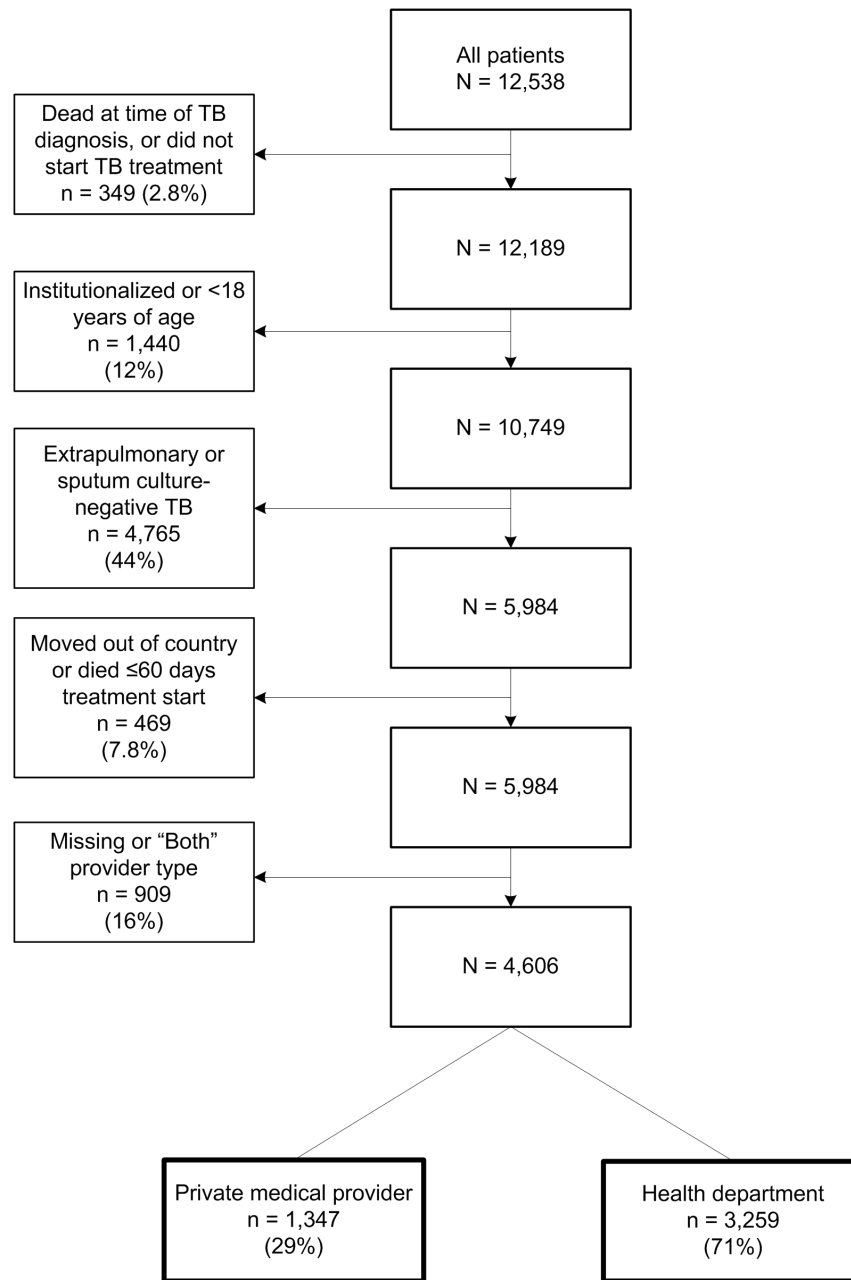 All patients
N = 12,538
Dead at time of TB
diagnosis, or did not
start TB treatment
n = 349 (2.8%)
N = 12,189
Institutionalized or <18
years of age
n = 1,440
(12%)
N = 10,749
Extrapulmonary or
sputum culture-
negative TB
n = 4,765
(44%)
N = 5,984
Moved out of country
or died ≤60 days
treatment start
n = 469
(7.8%)
N = 5,984
Missing or “Both”
provider type
n = 909
(16%)
N = 4,606
Private medical provider
n = 1,347
(29%)
Health department
n = 3,259
(71%)